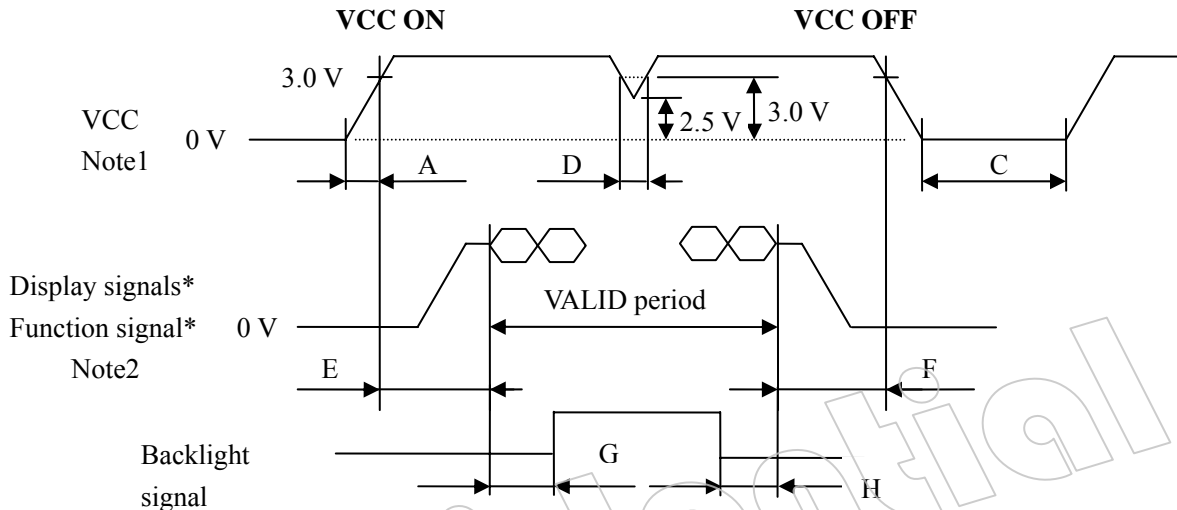 VCC ON
VCC OFF
3.0 V
VCC
Note1
0 V
2.5 V
3.0 V
A
D
C
Display signals*
Function signal*
Note2
0 V
VALID period
E
F
Backlight
signal
G
H